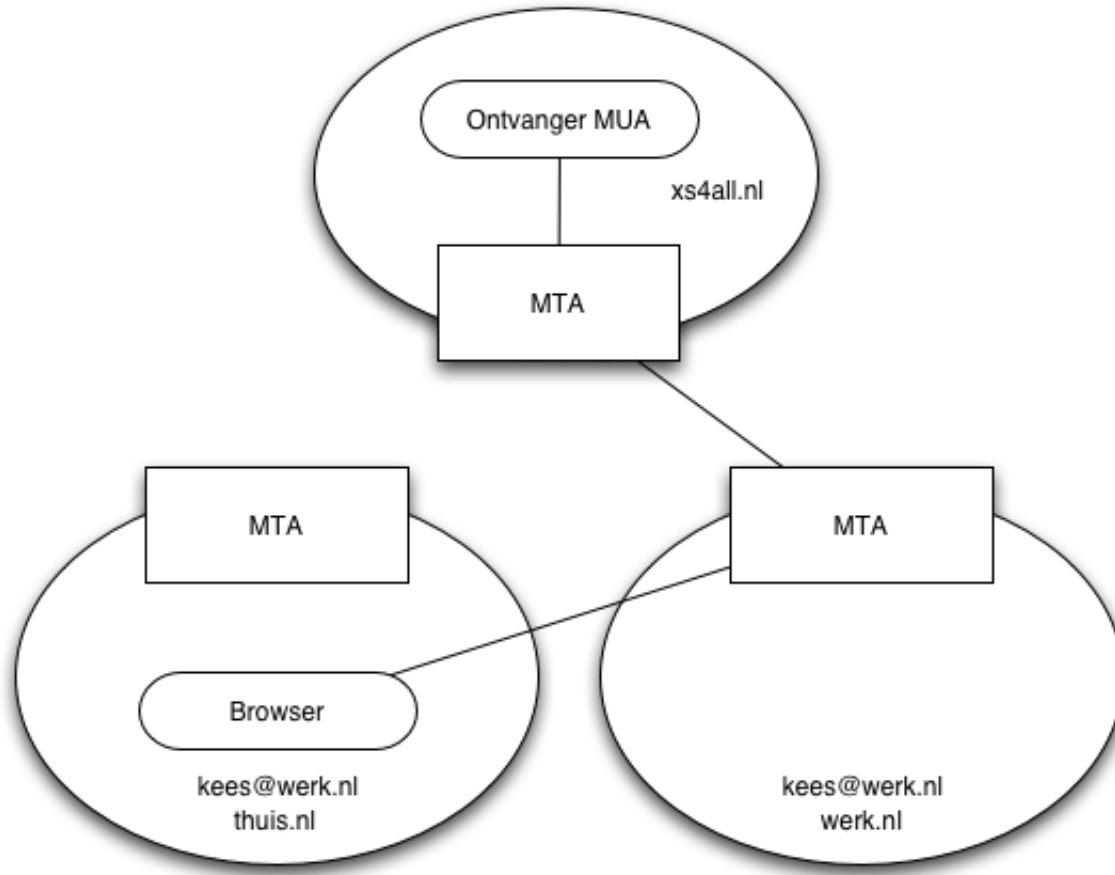 Ontvanger MUA
xs4all.nl
MTA
MTA
MTA
Browser
kees@werk.nl
thuis.nl
kees@werk.nl
werk.nl